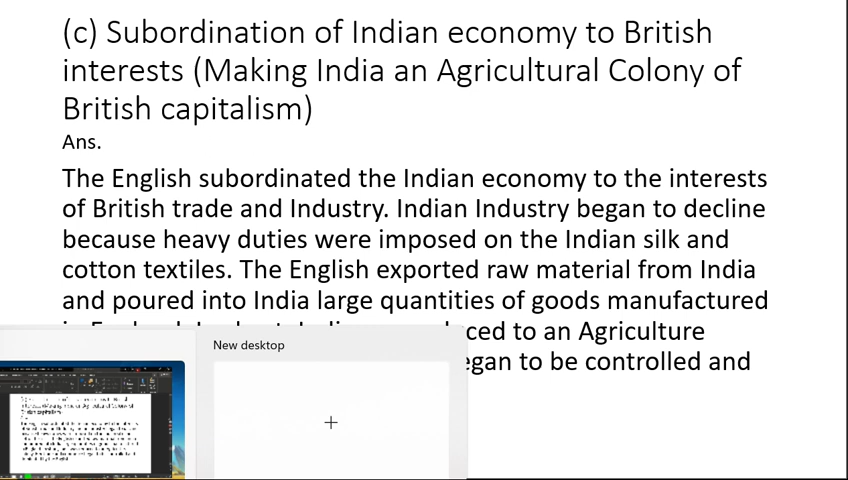 (c) Subordination of Indian economy to British
interests (Making India an Agricultural Colony of
British capitalism)
Ans.
The English subordinated the Indian economy to the interests
of British trade and Industry. Indian Industry began to decline
because heavy duties were imposed on the Indian silk and
cotton textiles. The English exported raw material from India
and poured into India large quantities of goods manufactured
to an Agriculture
to be controlled and
New desktop